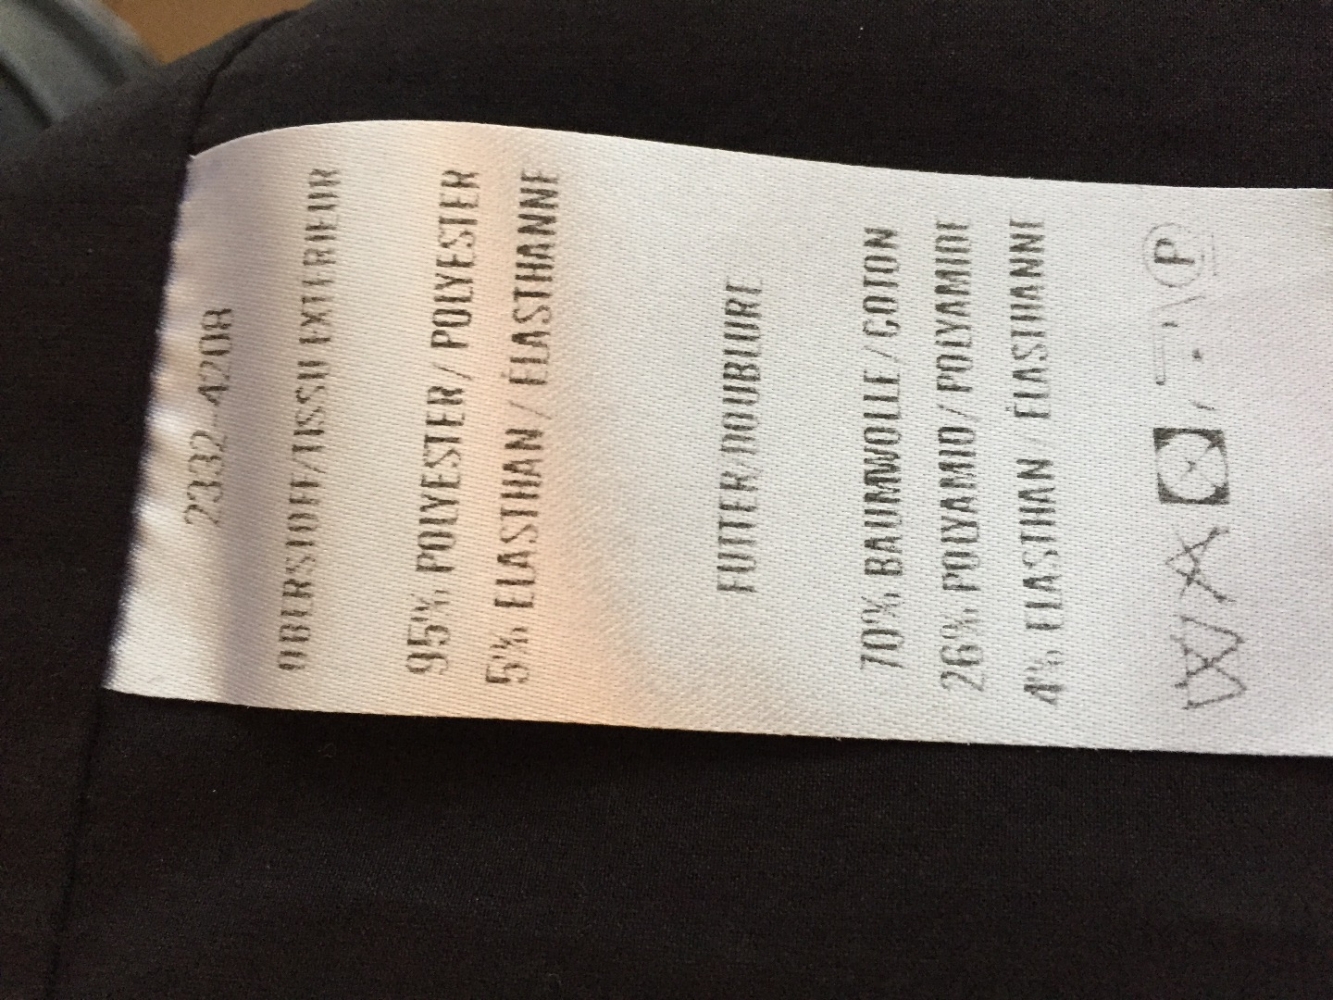 2332-4208
OBERSTOFF/TISSU EXTERIEUR
95% POLYESTER/ POLYESTER
5% ELASTHAN / ÉLASTHANNE
FUTTER/DOUBLURE
70% BAUMWOLLE / COTON
26% POLYAMID / POLYAMIDE
4% ELASTHAN / ÉLASTHANNE
P